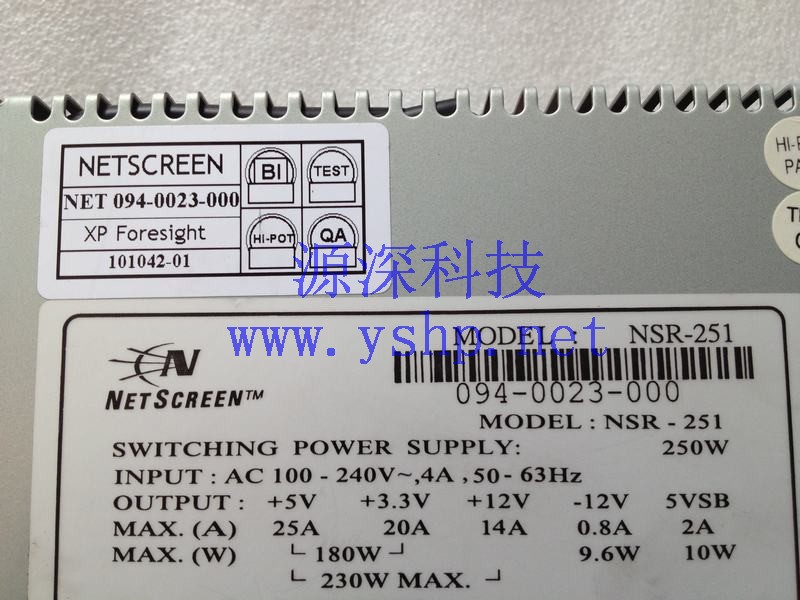 NETSCREEN
NET 094-0023-000
XP Foresight
101042-01
BI
TEST
HI-POT
QA
源深科技
www.yshp.net
NETSCREEN™
MODEL : NSR-251
094-0023-000
MODEL : NSR - 251
SWITCHING POWER SUPPLY: 250W
INPUT : AC 100 - 240V~,4A , 50 - 63Hz
OUTPUT : +5V +3.3V +12V -12V 5VSB
MAX. (A) 25A 20A 14A 0.8A 2A
MAX. (W) 180W 9.6W 10W
230W MAX.